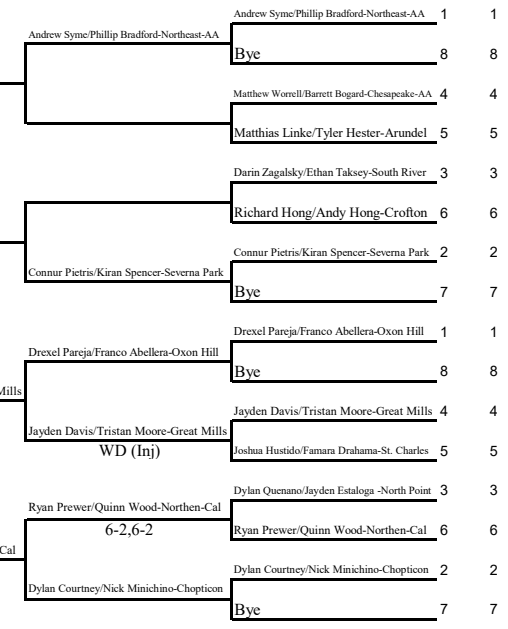 Andrew Syme/Phillip Bradford-Northeast-AA 1 1
Andrew Syme/Phillip Bradford-Northeast-AA
Bye 8 8
Matthew Worrell/Barrett Bogard-Chesapeake-AA 4 4
Matthias Linke/Tyler Hester-Arundel 5 5
Darin Zagalsky/Ethan Taksey-South River 3 3
Richard Hong/Andy Hong-Crofton 6 6
Connur Pietris/Kiran Spencer-Severna Park 2 2
Connur Pietris/Kiran Spencer-Severna Park
Bye 7 7
Drexel Pareja/Franco Abellera-Oxon Hill 1 1
Drexel Pareja/Franco Abellera-Oxon Hill
Bye 8 8
Mills
Jayden Davis/Tristan Moore-Great Mills 4 4
Jayden Davis/Tristan Moore-Great Mills
WD (Inj)
Joshua Hustido/Famara Drahama-St. Charles 5 5
Dylan Quenano/Jayden Estaloga -North Point 3 3
Ryan Prewer/Quinn Wood-Northen-Cal
6-2,6-2
Ryan Prewer/Quinn Wood-Northen-Cal 6 6
Cal
Dylan Courtney/Nick Minichino-Chopticon 2 2
Dylan Courtney/Nick Minichino-Chopticon
Bye 7 7